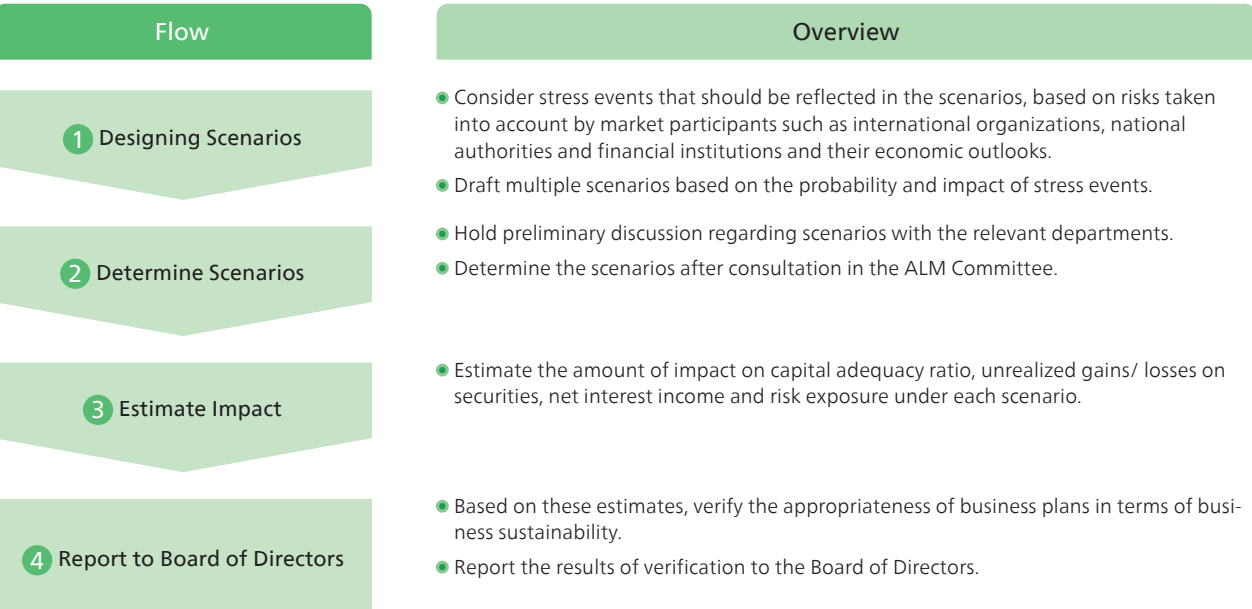 Flow
Overview
1 Designing Scenarios
Consider stress events that should be reflected in the scenarios, based on risks taken
into account by market participants such as international organizations, national
authorities and financial institutions and their economic outlooks.
Draft multiple scenarios based on the probability and impact of stress events.
2 Determine Scenarios
Hold preliminary discussion regarding scenarios with the relevant departments.
Determine the scenarios after consultation in the ALM Committee.
3 Estimate Impact
Estimate the amount of impact on capital adequacy ratio, unrealized gains/ losses on
securities, net interest income and risk exposure under each scenario.
4 Report to Board of Directors
Based on these estimates, verify the appropriateness of business plans in terms of busi-
ness sustainability.
Report the results of verification to the Board of Directors.